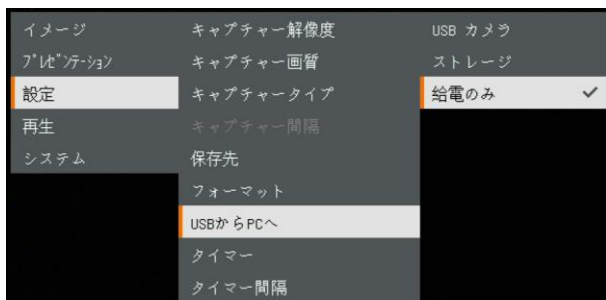 イメージ
プレゼンテーション
設定
再生
システム
キャプチャー解像度
キャプチャー画質
キャプチャータイプ
キャプチャー間隔
保存先
フォーマット
USBからPCへ
タイマー
タイマー間隔
USB カメラ
ストレージ
給電のみ